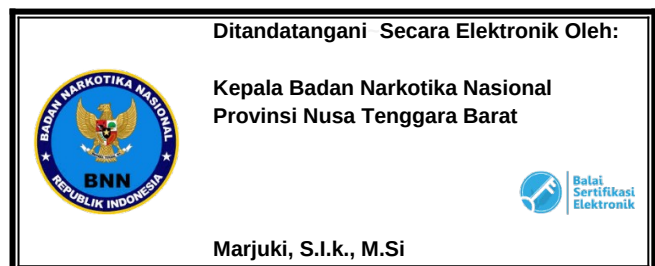 Ditandatangani Secara Elektronik Oleh:
Kepala Badan Narkotika Nasional
Provinsi Nusa Tenggara Barat
BADAN NARKOTIKA NASIONAL
BNN
REPUBLIK INDONESIA
Balai
Sertifikasi
Elektronik
Marjuki, S.I.k., M.Si